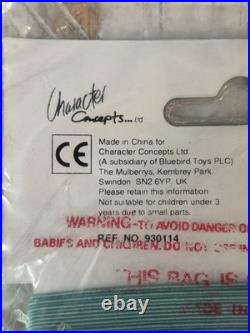 Character
Concepts... Ltd
CE
Made in China for
Character Concepts Ltd.
(A subsidiary of Bluebird Toys PLC)
The Mulberrys, Kembrey Park.
Swindon SN2 6YP, UK
Please retain this information
Not suitable for children under 3
years due to small parts.
WARNING-TO AVOID DANGER O
BABIES AND CHILDREN. DO NOT USE IN
REF NO. 930114
THIS BAG IS